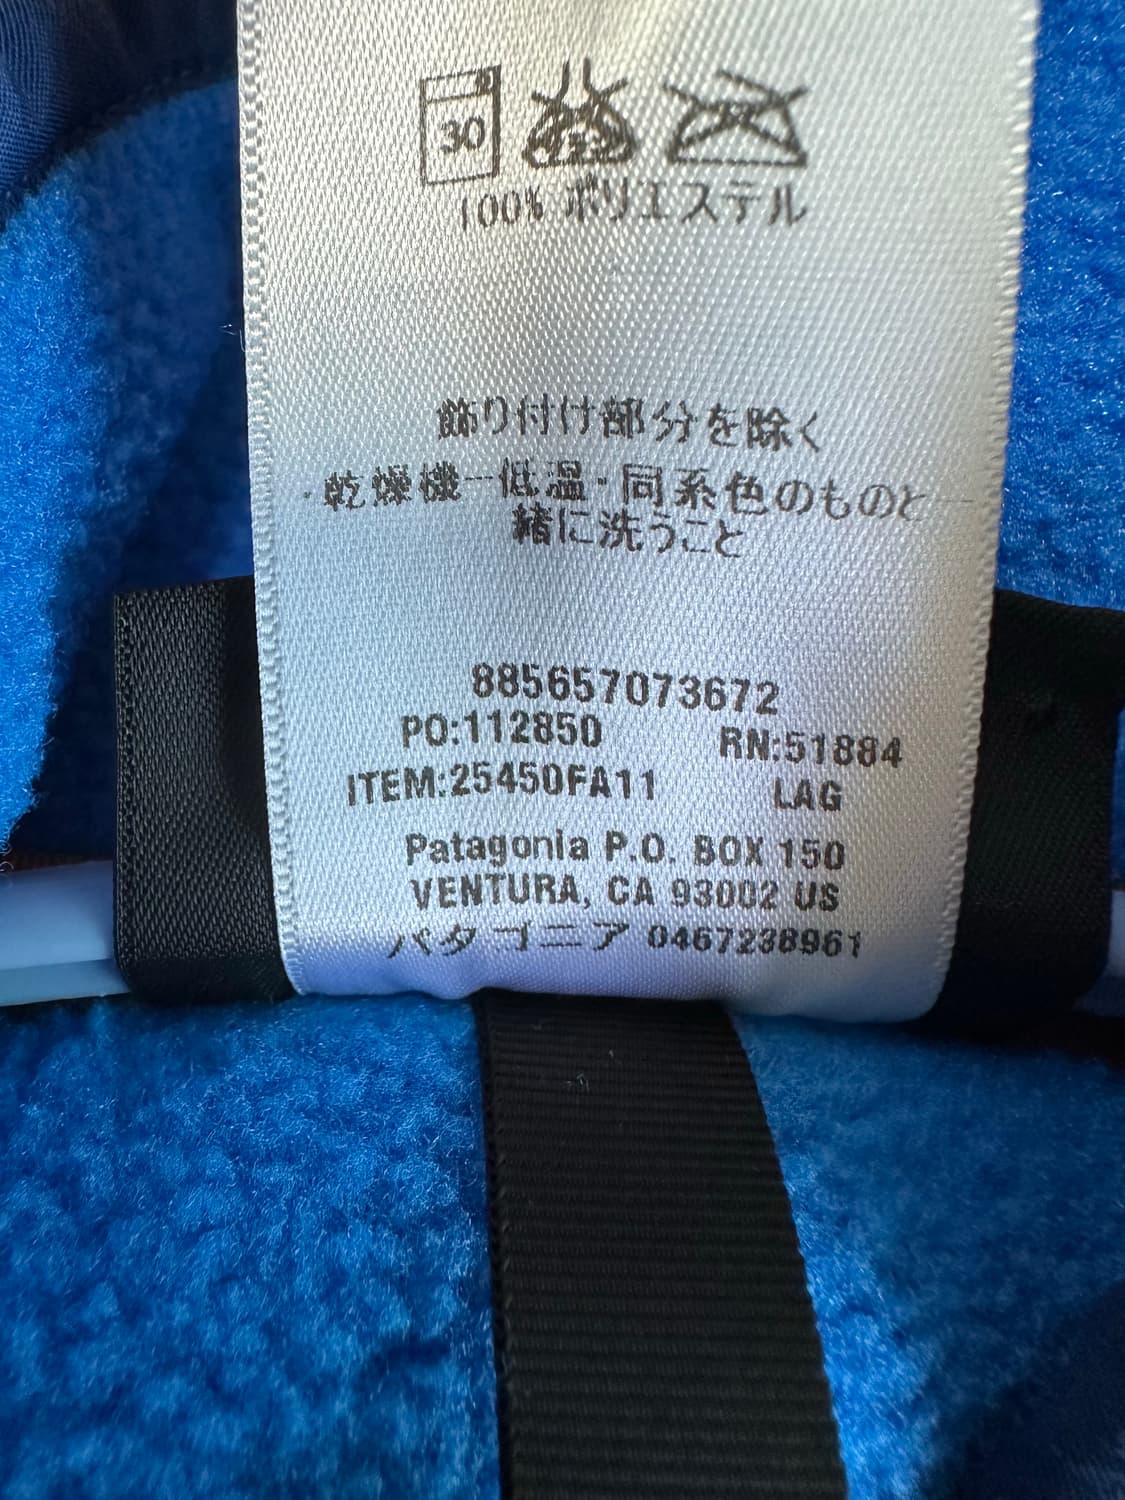 30
100% ポリエステル
飾り付け部分を除く
・乾燥機ー低温・同系色のものと一
緒に洗うこと
885657073672
PO:112850 RN:51884
ITEM:25450FA11 LAG
Patagonia P.O. BOX 150
VENTURA, CA 93002 US
パタゴニア 0467238961